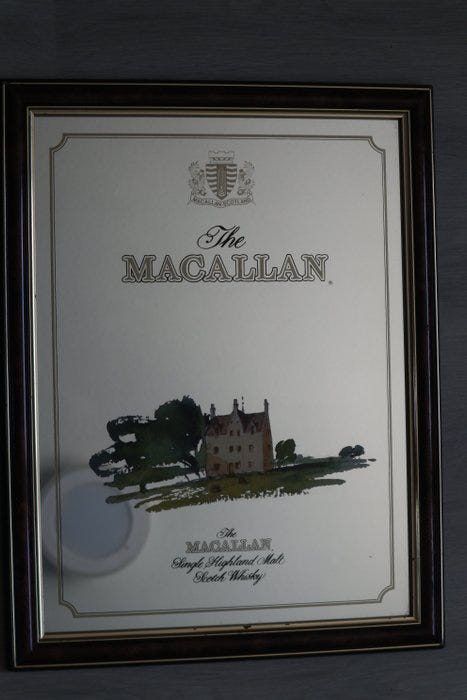 MACALLAN SCOTLAND
The
MACALLAN®
The
MACALLAN
Single Highland Malt
Scotch Whisky